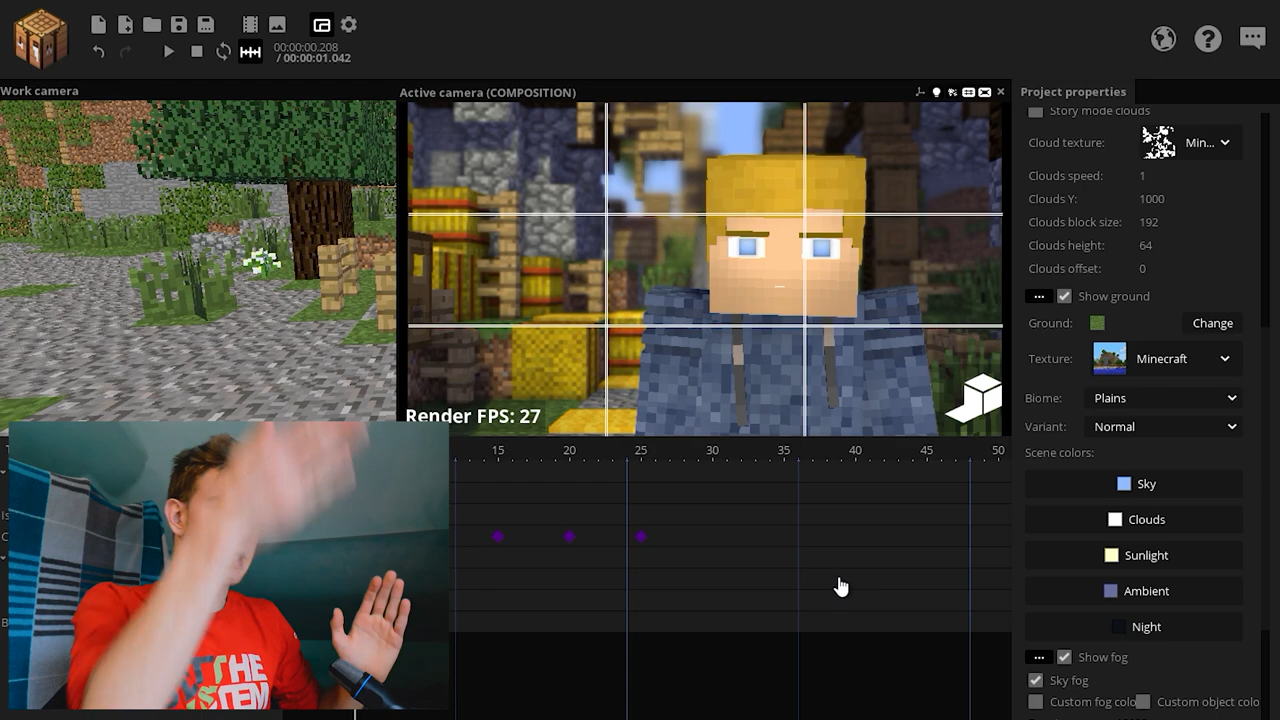 00:00:00.208
/ 00:00:01.042
Work camera
Active camera (COMPOSITION)
Render FPS: 27
Project properties
Story mode clouds
Cloud texture: Min...
Clouds speed: 1
Clouds Y: 1000
Clouds block size: 192
Clouds height: 64
Clouds offset: 0
Show ground
Ground: Change
Texture: Minecraft
Biome: Plains
Variant: Normal
Scene colors:
Sky
Clouds
Sunlight
Ambient
Night
Show fog
Sky fog
Custom fog colo Custom object colo
15 20 25 30 35 40 45 50
THE